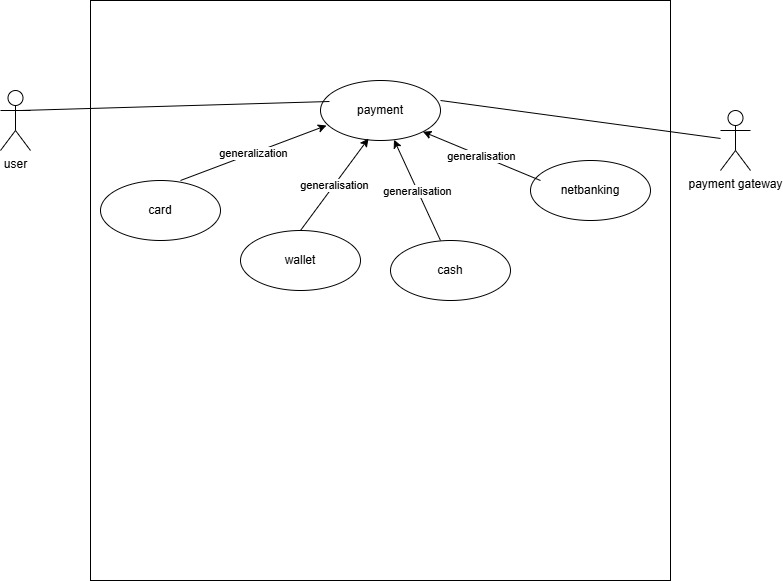 payment
user
generalization
generalisation
generalisation
generalisation
payment gateway
card
netbanking
wallet
cash